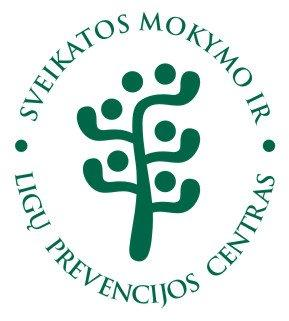 SVEIKATOS MOKYMO IR
LIGŲ PREVENCIJOS CENTRAS